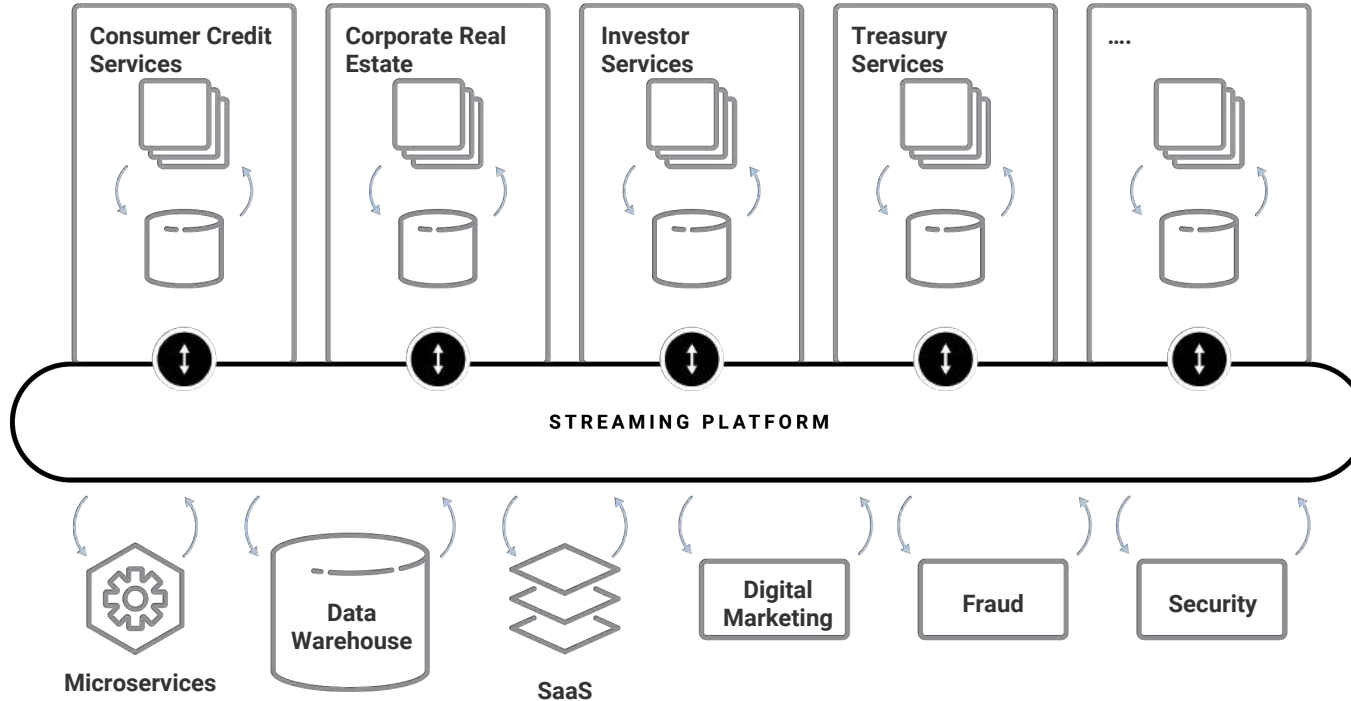 Consumer Credit
Services
Corporate Real
Estate
Investor
Services
Treasury
Services
....
STREAMING PLATFORM
Microservices
Data
Warehouse
SaaS
Digital
Marketing
Fraud
Security